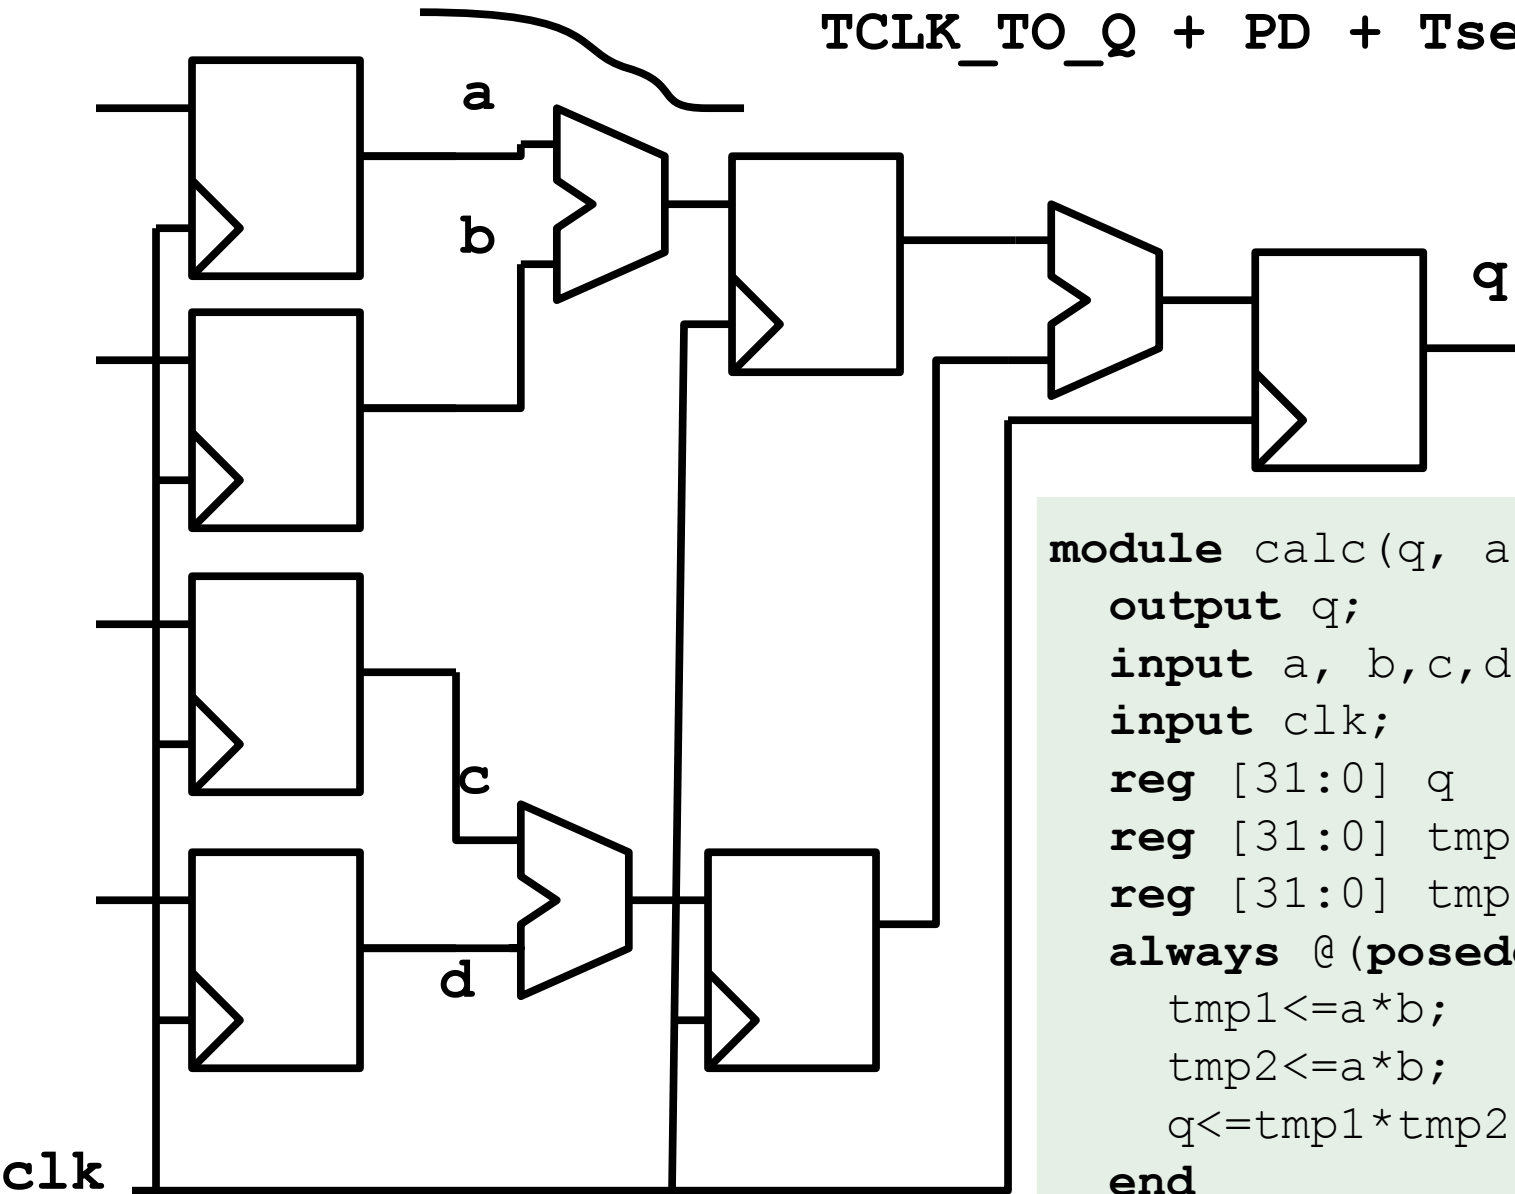 TCLK_TO_Q + PD + Tse
a
b
q
c
d
clk
module calc(q, a
output q;
input a, b,c,d
input clk;
reg [31:0] q
reg [31:0] tmp
reg [31:0] tmp
always @(posed
tmp1<=a*b;
tmp2<=a*b;
q<=tmp1*tmp2
end